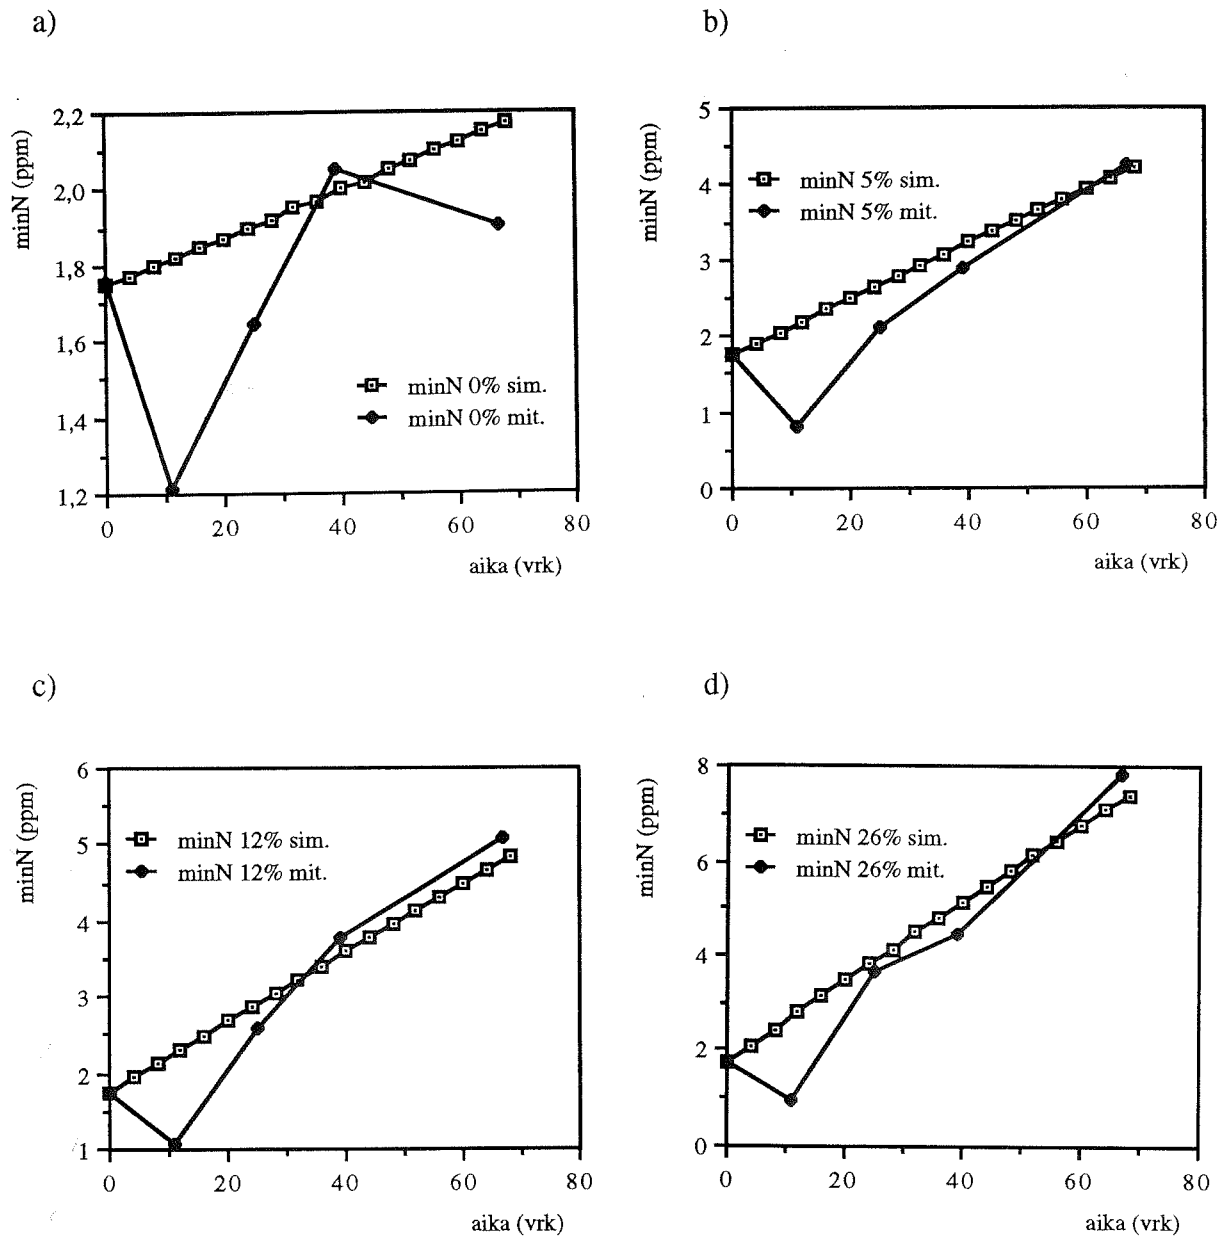 a)
minN (ppm)
2,2
2,0
1,8
1,6
1,4
1,2
minN 0% sim.
minN 0% mit.
0 20 40 60 80
aika (vrk)
b)
minN (ppm)
5
4
3
2
1
0
minN 5% sim.
minN 5% mit.
0 20 40 60 80
aika (vrk)
c)
minN (ppm)
6
5
4
3
2
1
minN 12% sim.
minN 12% mit.
0 20 40 60 80
aika (vrk)
d)
minN (ppm)
8
6
4
2
0
minN 26% sim.
minN 26% mit.
0 20 40 60 80
aika (vrk)